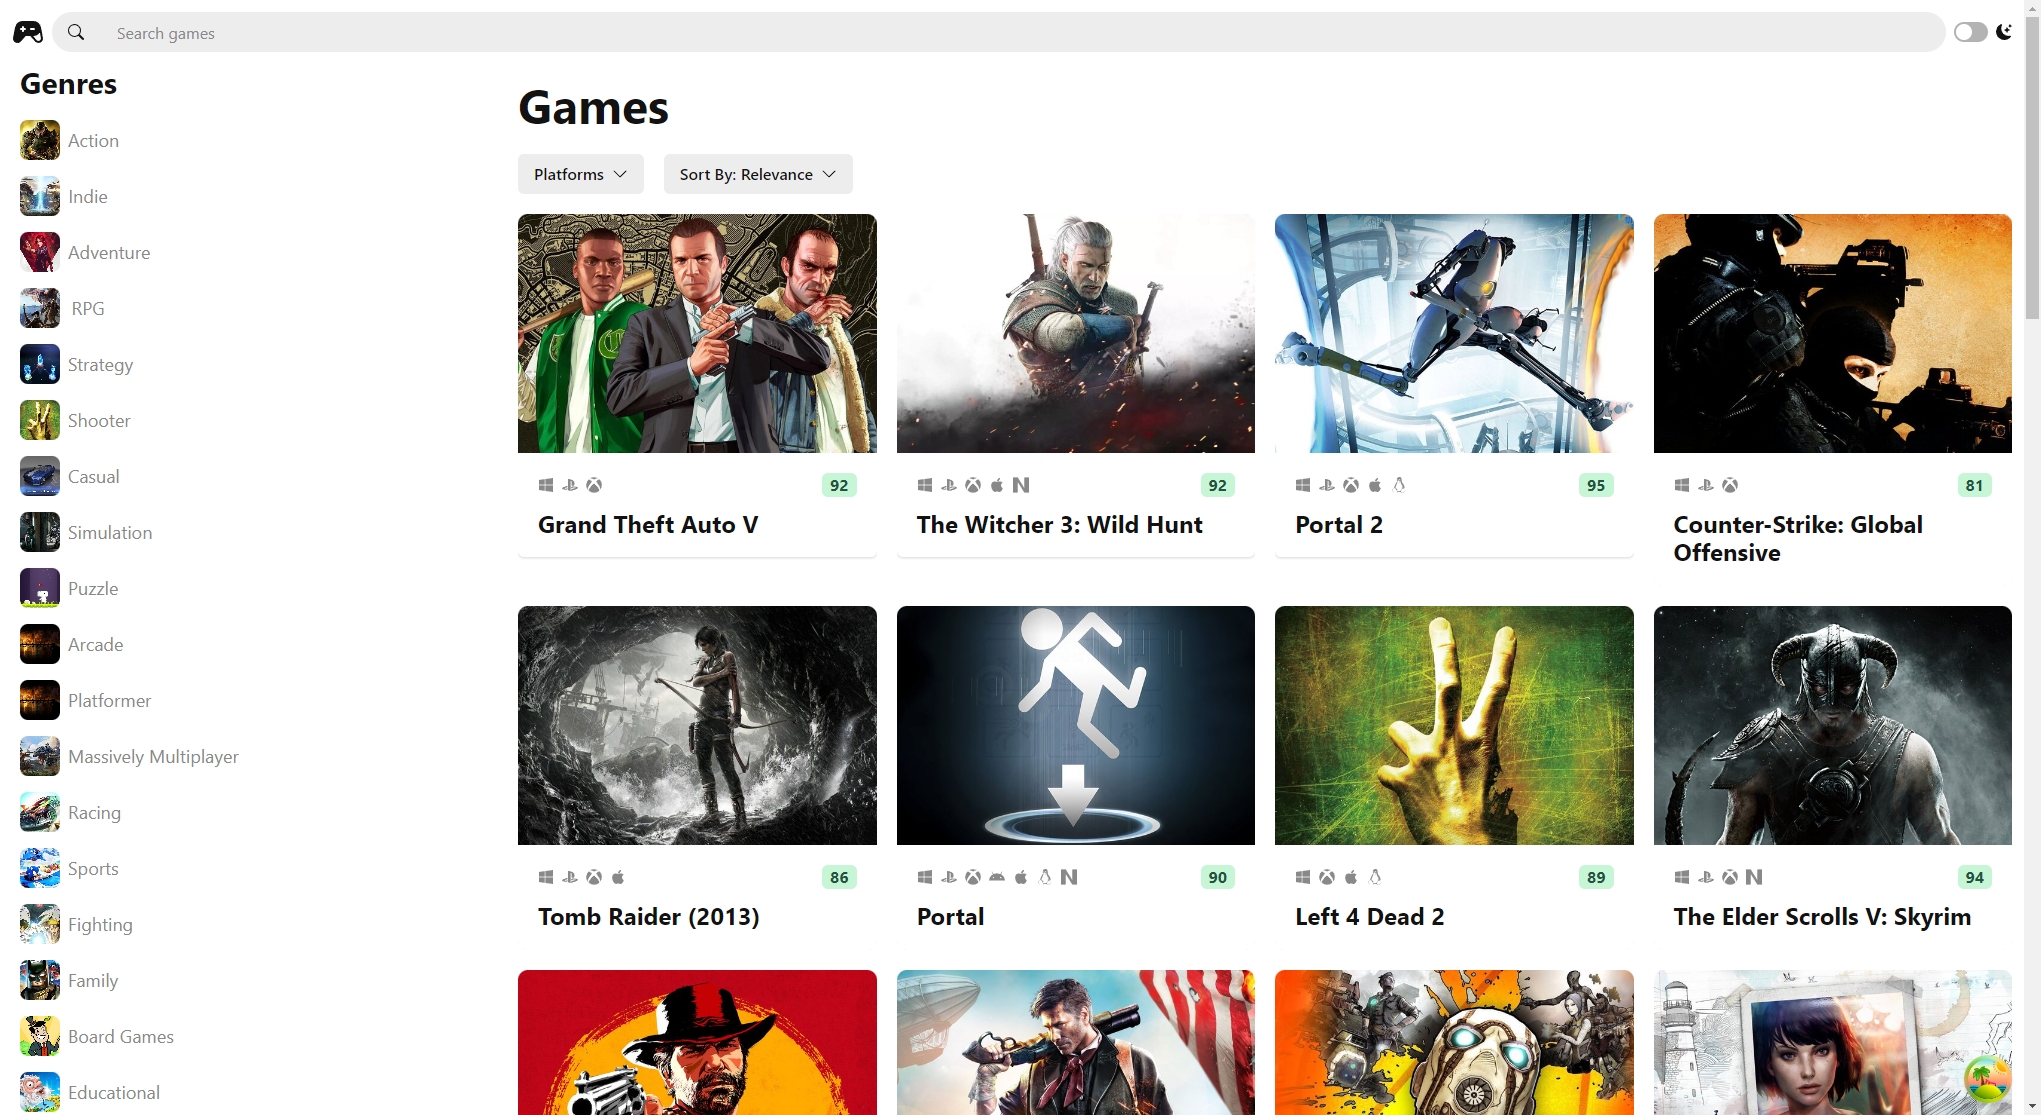 Search games
Genres
Action
Indie
Adventure
RPG
Strategy
Shooter
Casual
Simulation
Puzzle
Arcade
Platformer
Massively Multiplayer
Racing
Sports
Fighting
Family
Board Games
Educational
Games
Platforms
Sort By: Relevance
92
Grand Theft Auto V
92
The Witcher 3: Wild Hunt
95
Portal 2
81
Counter-Strike: Global
Offensive
86
Tomb Raider (2013)
90
Portal
89
Left 4 Dead 2
94
The Elder Scrolls V: Skyrim